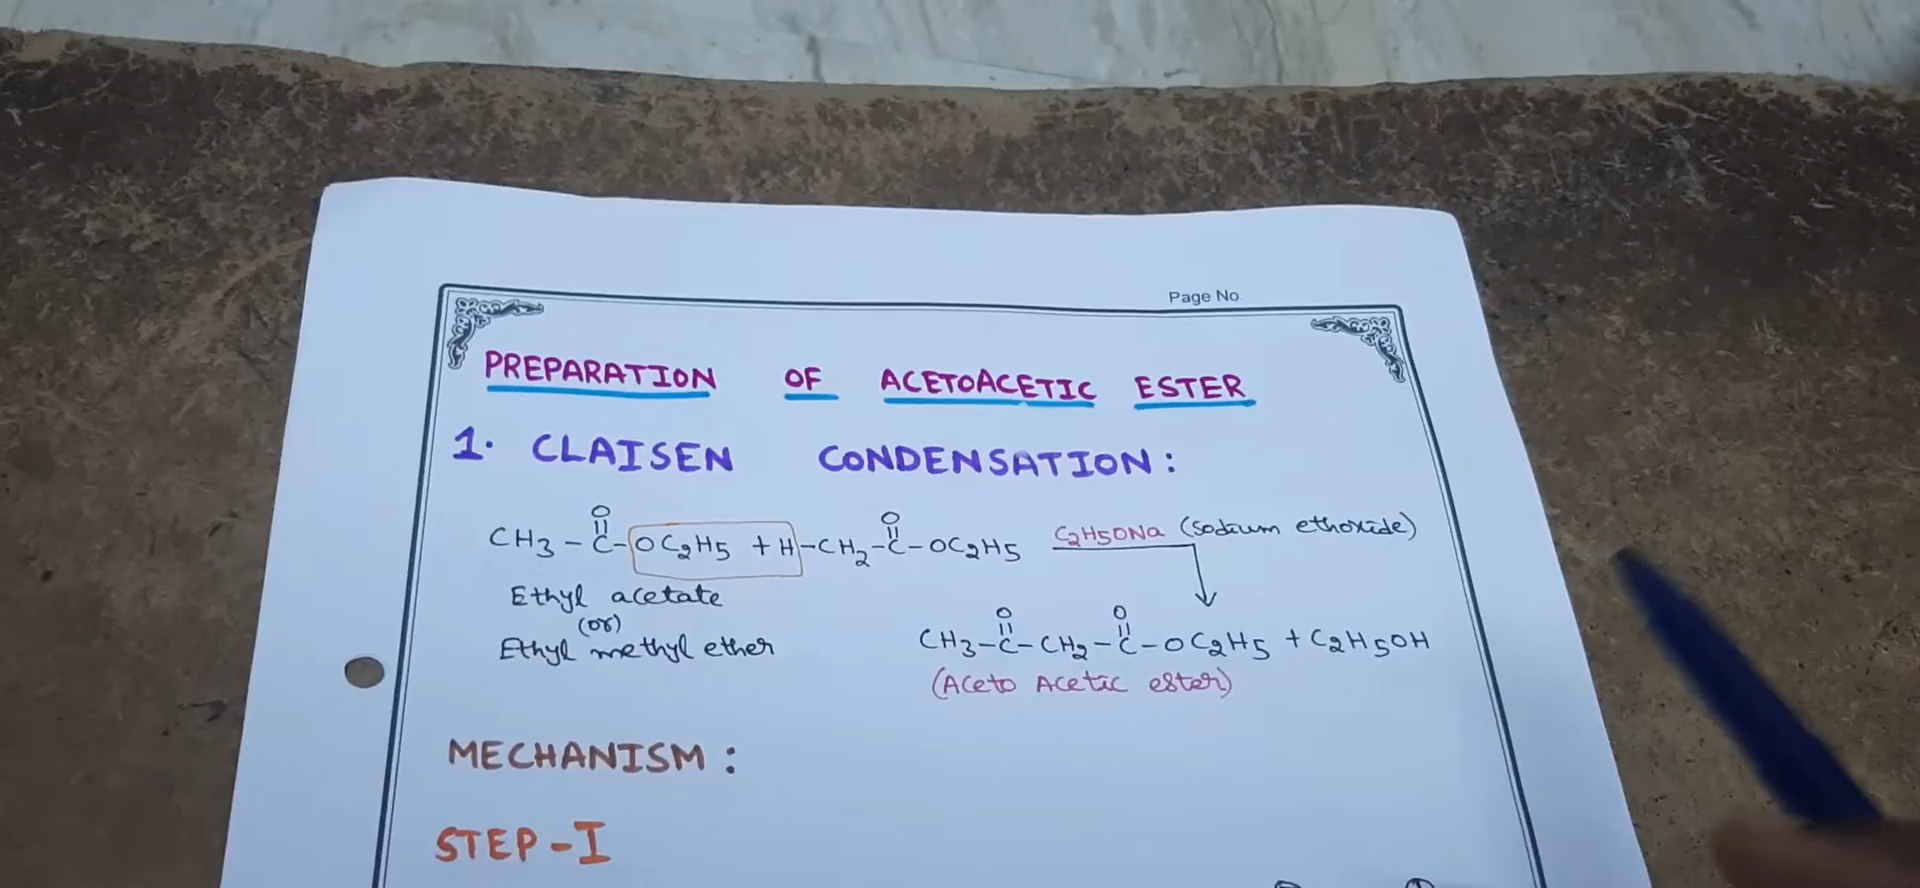 Page No.
PREPARATION OF ACETOACETIC ESTER
1. CLAISEN CONDENSATION:
O O
CH3-C-OC2H5 + H-CH2-C-OC2H5 C2H5ONa (Sodium ethoxide)
Ethyl acetate
(or)
Ethyl methyl ether
O O
CH3-C-CH2-C-OC2H5 + C2H5OH
(Aceto Acetic ester)
MECHANISM:
STEP-I